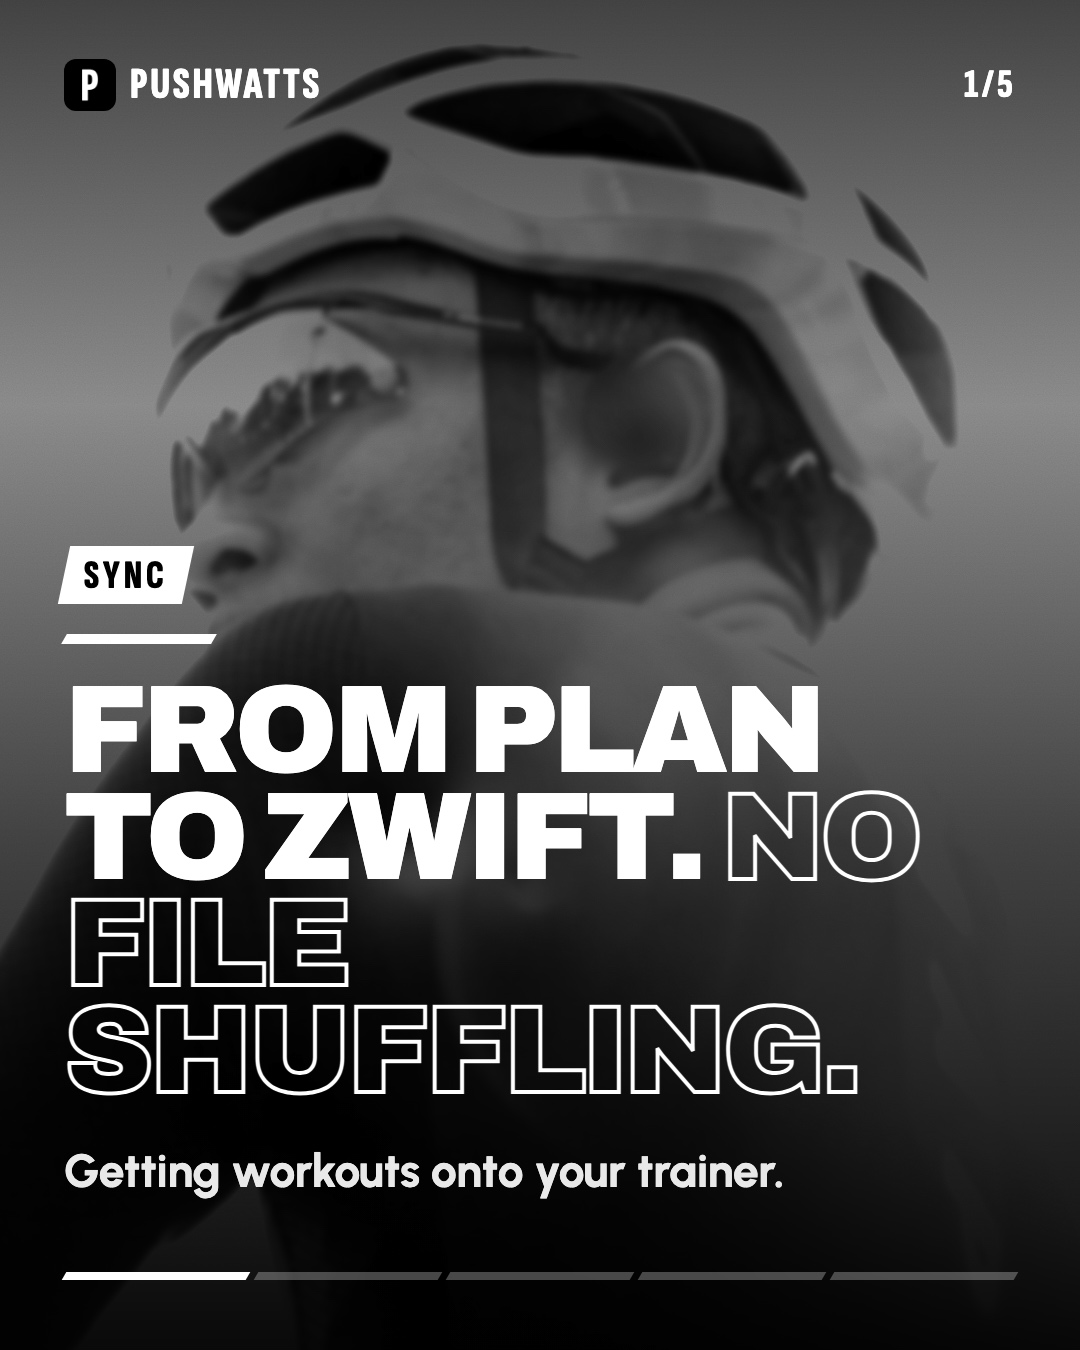 P PUSHWATTS
1/5
SYNC
FROM PLAN
TO ZWIFT. NO
FILE
SHUFFLING.
Getting workouts onto your trainer.